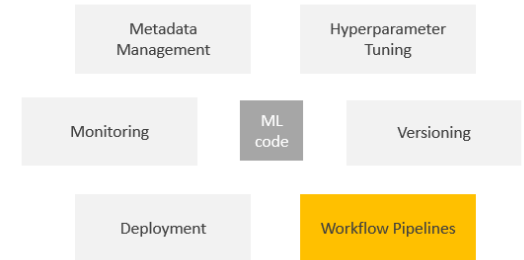 Metadata
Management
Hyperparameter
Tuning
Monitoring
ML
code
Versioning
Deployment
Workflow Pipelines